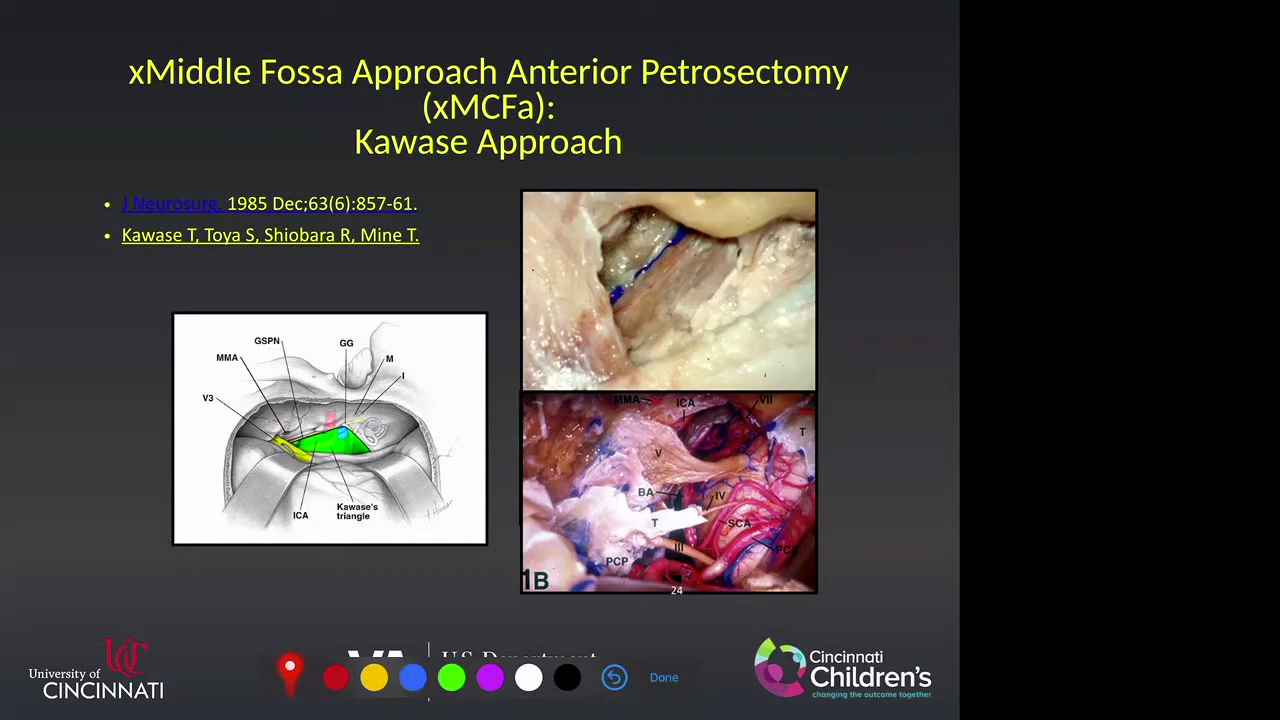 xMiddle Fossa Approach Anterior Petrosectomy
(xMCFa):
Kawase Approach
• J Neurosurg. 1985 Dec;63(6):857-61.
• Kawase T, Toya S, Shiobara R, Mine T.
GSPN
GG
MMA
M
I
V3
ICA
Kawase's
triangle
MMA
ICA
VII
T
V
BA
IV
T
SCA
III
PCP
1B
24
University of
CINCINNATI
VA
U.S. Department
Done
Cincinnati
Children's
changing the outcome together